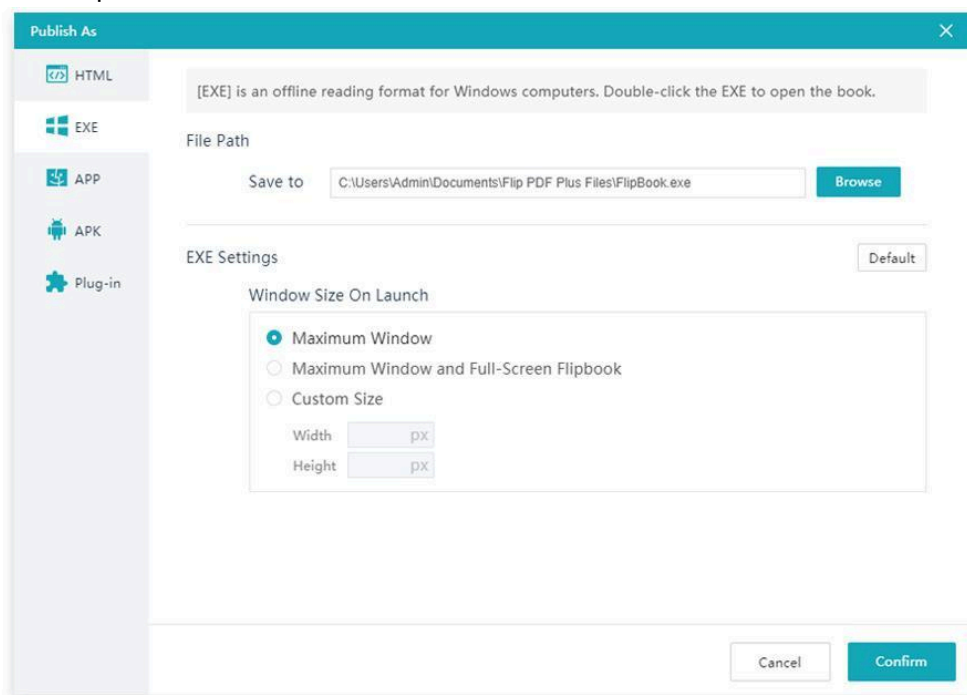 Publish As
HTML
EXE
APP
APK
Plug-in
[EXE] is an offline reading format for Windows computers. Double-click the EXE to open the book.
File Path
Save to C:\Users\Admin\Documents\Flip PDF Plus Files\FlipBook.exe Browse
EXE Settings Default
Window Size On Launch
Maximum Window
Maximum Window and Full-Screen Flipbook
Custom Size
Width px
Height px
Cancel Confirm